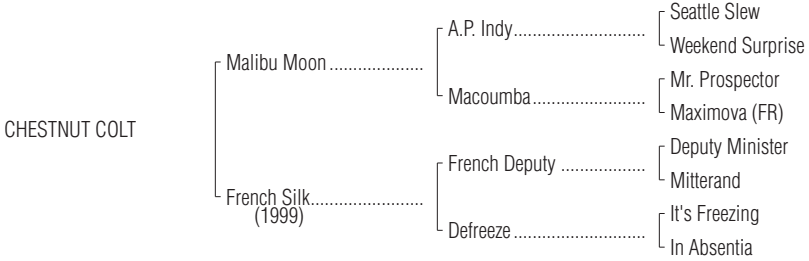 Seattle Slew
A.P. Indy..............................
Weekend Surprise
Malibu Moon .....................
Mr. Prospector
Macoumba.........................
Maximova (FR)
CHESTNUT COLT
Deputy Minister
French Deputy ...................
Mitterand
French Silk.........................
(1999)
It's Freezing
Defreeze .............................
In Absentia